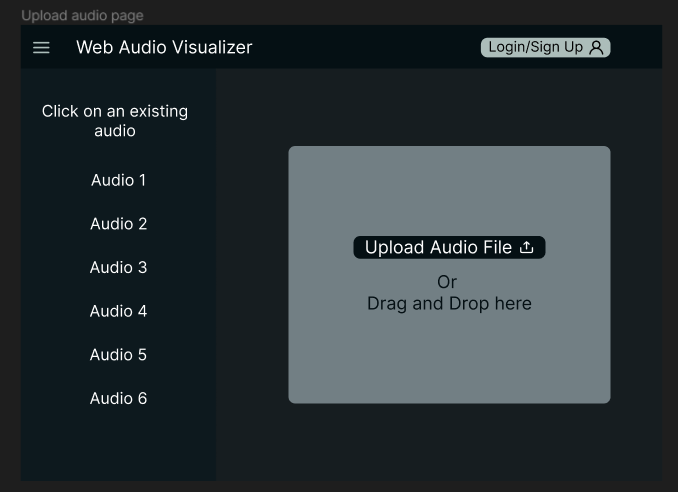 Upload audio page
Web Audio Visualizer
Login/Sign Up
Click on an existing
audio
Audio 1
Audio 2
Audio 3
Audio 4
Audio 5
Audio 6
Upload Audio File
Or
Drag and Drop here